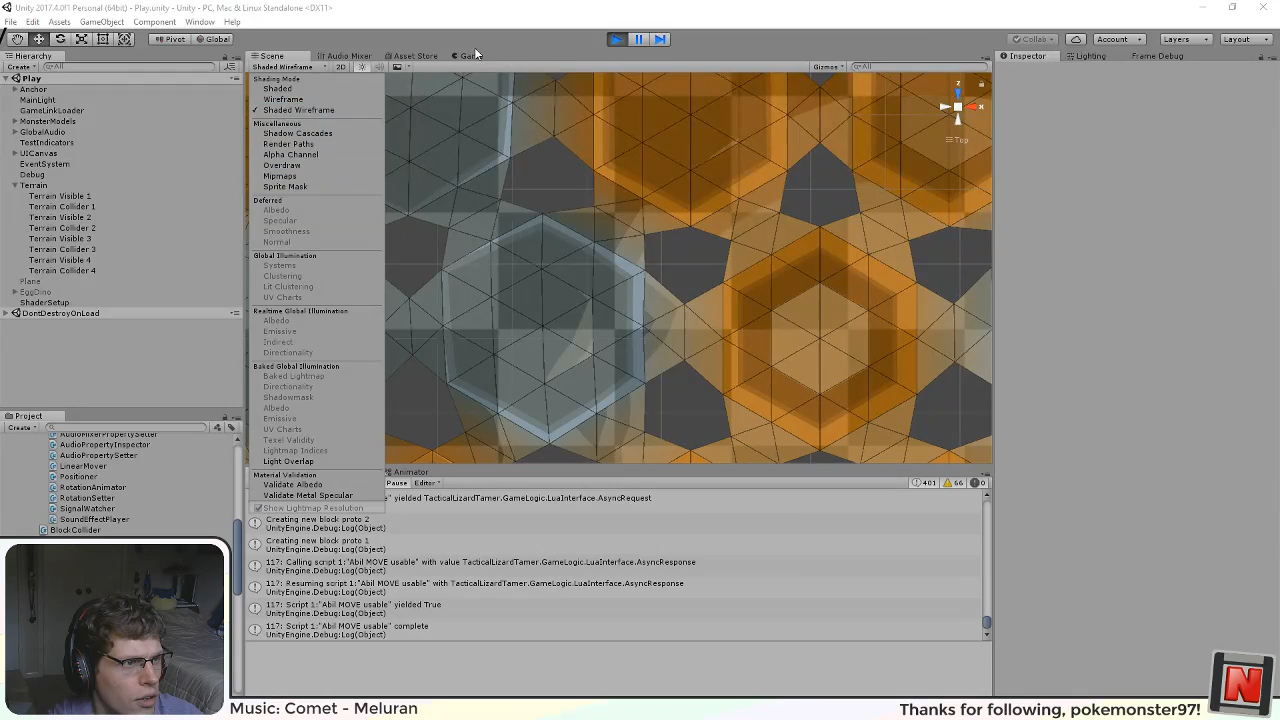 Unity 2017.4.0f1 Personal (64bit) - Play.unity - Unity - PC, Mac & Linux Standalone <DX11>
File Edit Assets GameObject Component Window Help
Pivot Global Collab Account Layers Layout
Hierarchy Scene Audio Mixer Asset Store Game Inspector Lighting Frame Debug
Create All Shaded Wireframe 2D Gizmos All
Play
Anchor
MainLight
GameLinkLoader
MonsterModels
GlobalAudio
TestIndicators
UICanvas
EventSystem
Debug
Terrain
Terrain Visible 1
Terrain Collider 1
Terrain Visible 2
Terrain Collider 2
Terrain Visible 3
Terrain Collider 3
Terrain Visible 4
Terrain Collider 4
Plane
EggDino
ShaderSetup
DontDestroyOnLoad
Shading Mode
Shaded
Wireframe
Shaded Wireframe
Miscellaneous
Shadow Cascades
Render Paths
Alpha Channel
Overdraw
Mipmaps
Sprite Mask
Deferred
Albedo
Specular
Smoothness
Normal
Global Illumination
Systems
Clustering
Lit Clustering
UV Charts
Realtime Global Illumination
Albedo
Emissive
Indirect
Directionality
Baked Global Illumination
Baked Lightmap
Directionality
Shadowmask
Albedo
Emissive
UV Charts
Texel Validity
Lightmap Indices
Light Overlap
Material Validation
Validate Albedo
Validate Metal Specular
Show Lightmap Resolution
z
x
Top
Project
Create
AudioMixerPropertySetter
AudioPropertyInspector
AudioPropertySetter
LinearMover
Positioner
RotationAnimator
RotationSetter
SignalWatcher
SoundEffectPlayer
BlockCollider
Animator
Pause Editor 401 66 0
yielded TacticalLizardTamer.GameLogic.LuaInterface.AsyncRequest
Creating new block proto 2
UnityEngine.Debug:Log(Object)
Creating new block proto 1
UnityEngine.Debug:Log(Object)
117: Calling script 1:"Abil MOVE usable" with value TacticalLizardTamer.GameLogic.LuaInterface.AsyncResponse
UnityEngine.Debug:Log(Object)
117: Resuming script 1:"Abil MOVE usable" with TacticalLizardTamer.GameLogic.LuaInterface.AsyncResponse
UnityEngine.Debug:Log(Object)
117: Script 1:"Abil MOVE usable" yielded True
UnityEngine.Debug:Log(Object)
117: Script 1:"Abil MOVE usable" complete
UnityEngine.Debug:Log(Object)
Music: Comet - Meluran
Thanks for following, pokemonster97!
N